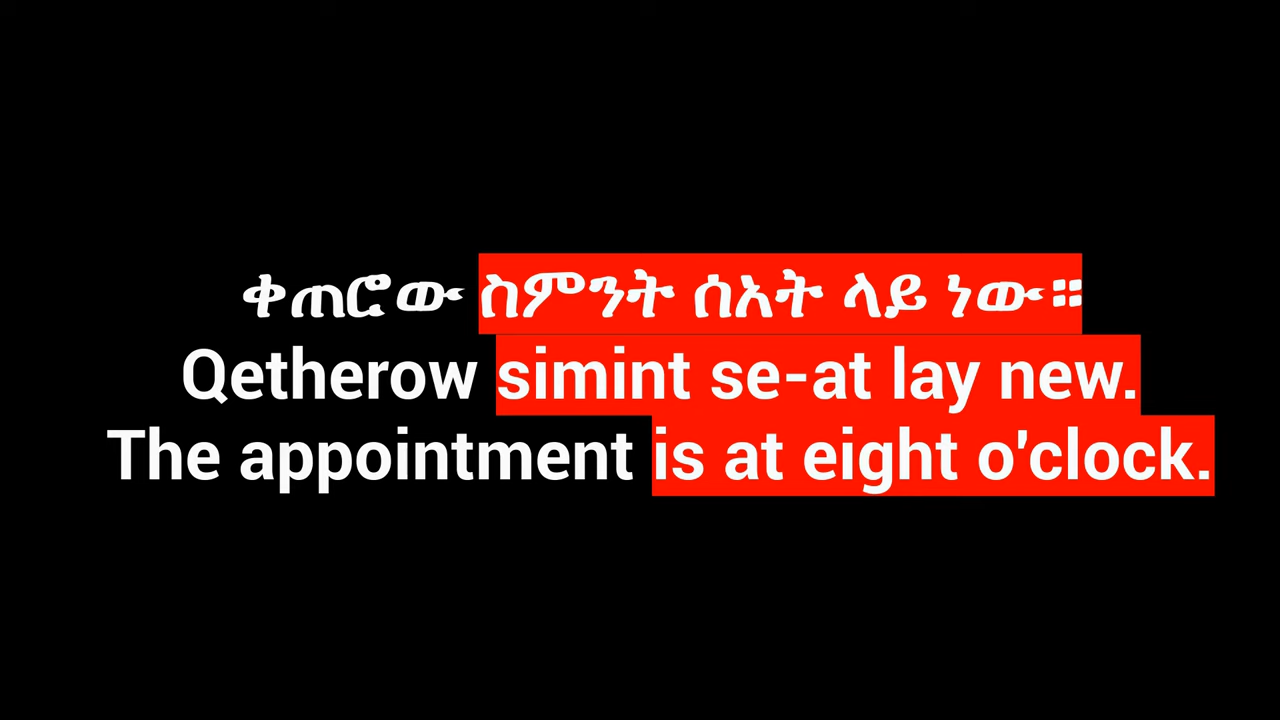 ቀጠሮው ስምንት ሰአት ላይ ነው።
Qetherow simint se-at lay new.
The appointment is at eight o'clock.